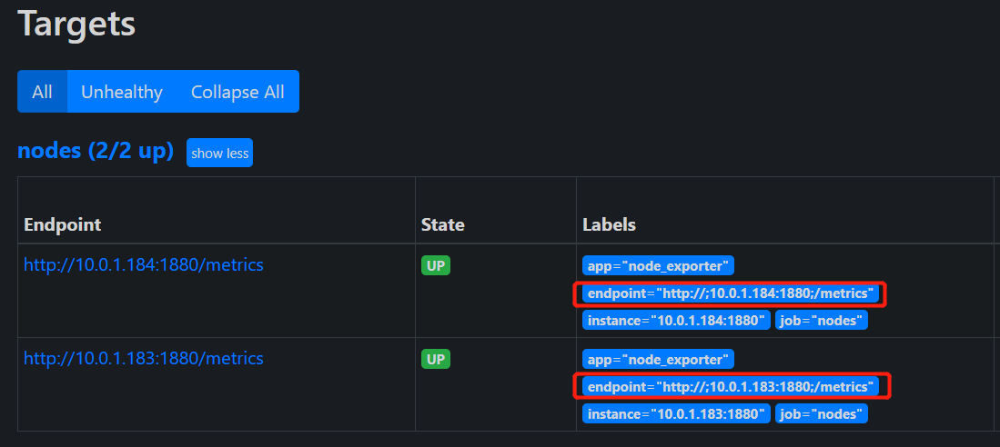 Targets
All Unhealthy Collapse All
nodes (2/2 up) show less
Endpoint State Labels
http://10.0.1.184:1880/metrics UP app="node_exporter"
endpoint="http://;10.0.1.184:1880;/metrics"
instance="10.0.1.184:1880" job="nodes"
http://10.0.1.183:1880/metrics UP app="node_exporter"
endpoint="http://;10.0.1.183:1880;/metrics"
instance="10.0.1.183:1880" job="nodes"